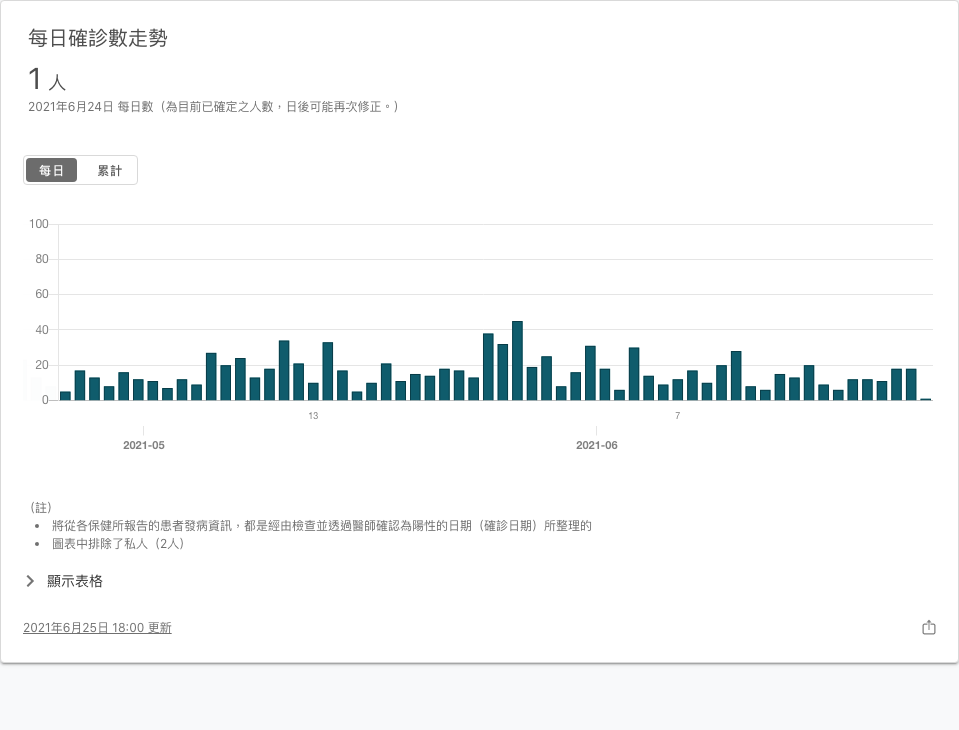 每日確診數走勢
1 人
2021年6月24日 每日數（為目前已確定之人數，日後可能再次修正。）
每日 累計
100
80
60
40
20
0
13 7
2021-05 2021-06
（註）
• 將從各保健所報告的患者發病資訊，都是經由檢查並透過醫師確認為陽性的日期（確診日期）所整理的
• 圖表中排除了私人（2人）
顯示表格
2021年6月25日 18:00 更新